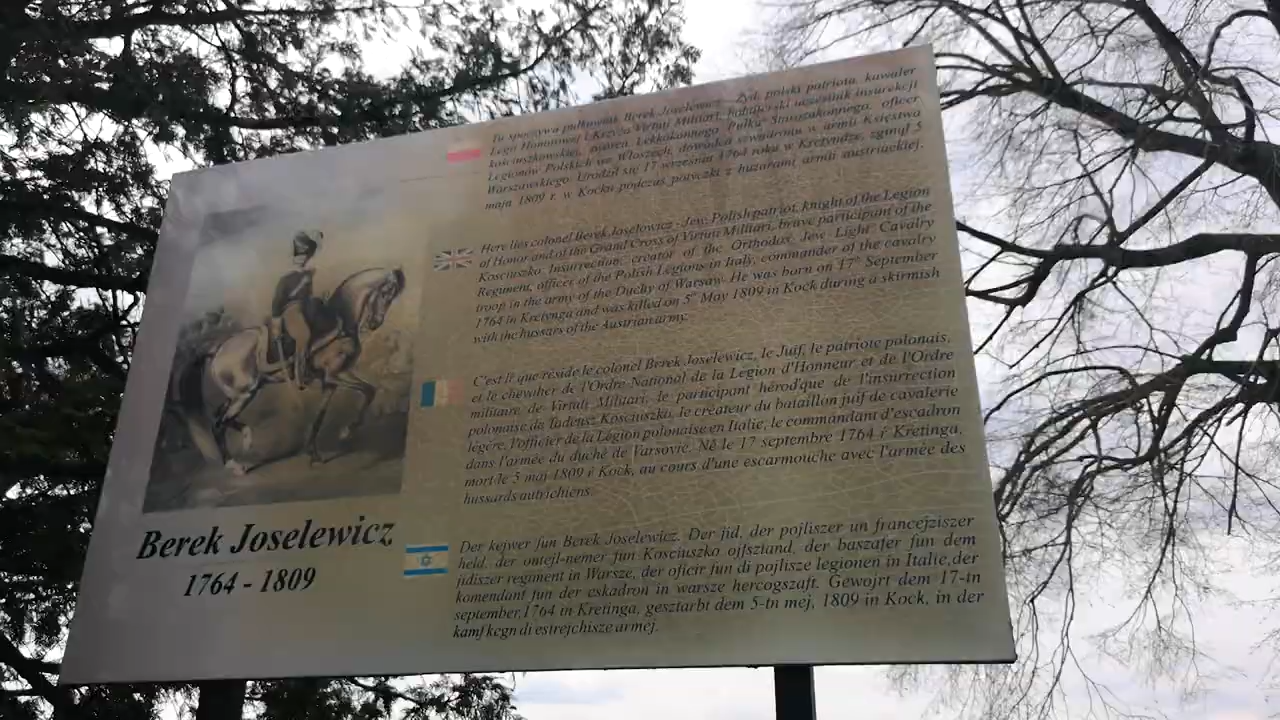 Tu spoczywa pułkownik Berek Joselewicz - Żyd, polski patriota, kawaler
Legii Honorowej i Krzyża Virtuti Militari, bohaterski uczestnik insurekcji
kościuszkowskiej, twórca Lekkokonnego Pułku Starozakonnego, oficer
Legionów Polskich we Włoszech, dowódca szwadronu w armii Księstwa
Warszawskiego. Urodził się 17 września 1764 roku w Kretyndze, zginął 5
maja 1809 r. w Kocku podczas potyczki z huzarami armii austriackiej.
Here lies colonel Berek Joselewicz - Jew, Polish patriot, knight of the Legion
of Honor and of the Grand Cross of Virtuti Militari, brave participant of the
Kosciuszko Insurrection, creator of the Orthodox Jew Light Cavalry
Regiment, officer of the Polish Legions in Italy, commander of the cavalry
troop in the army of the Duchy of Warsaw. He was born on 17th September
1764 in Kretynga and was killed on 5th May 1809 in Kock during a skirmish
with the hussars of the Austrian army.
C'est lŕ que réside le colonel Berek Joselewicz, le Juif, le patriote polonais,
et le chevalier de l'Ordre National de la Legion d'Honneur et de l'Ordre
militaire de Virtuti Militari, le participant héroďque de l'insurrection
polonaise de Tadeusz Kosciuszko, le créateur du bataillon juif de cavalerie
légére, l'officier de la Légion polonaise en Italie, le commandant d'escadron
dans l'armée du duché de Varsovie. Né le 17 septembre 1764 ŕ Kretinga,
mort le 5 mai 1809 ŕ Kock, au cours d'une escarmouche avec l'armée des
hussards autrichiens.
Berek Joselewicz
1764 - 1809
Der kejwer fun Berek Joselewicz. Der jid, der pojliszer un francejziszer
held, der ontejl-nemer fun Kosciuszko ojfsztand, der baszafer fun dem
jidiszer regiment in Warsze, der oficir fun di pojlisze legionen in Italie,der
komendant fun der eskadron in warsze hercogszaft. Gewojrt dem 17-tn
september,1764 in Kretinga, gesztarbt dem 5-tn mej, 1809 in Kock, in der
kamf kegn di estrejchisze armej.